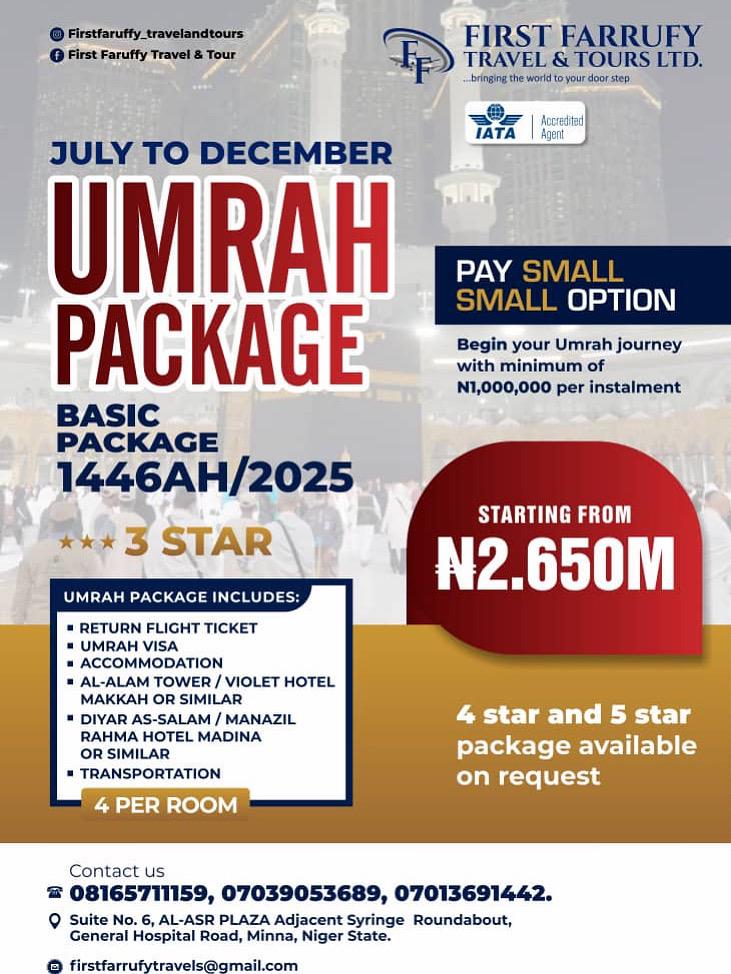 Firstfaruffy_travelandtours
First Faruffy Travel & Tour
FF
FIRST FARRUFY
TRAVEL & TOURS LTD.
...bringing the world to your door step
IATA
Accredited
Agent
JULY TO DECEMBER
UMRAH
PACKAGE
BASIC
PACKAGE
1446AH/2025
3 STAR
PAY SMALL
SMALL OPTION
Begin your Umrah journey
with minimum of
N1,000,000 per instalment
STARTING FROM
₦2.650M
UMRAH PACKAGE INCLUDES:
▪ RETURN FLIGHT TICKET
▪ UMRAH VISA
▪ ACCOMMODATION
▪ AL-ALAM TOWER / VIOLET HOTEL
MAKKAH OR SIMILAR
▪ DIYAR AS-SALAM / MANAZIL
RAHMA HOTEL MADINA
OR SIMILAR
▪ TRANSPORTATION
4 PER ROOM
4 star and 5 star
package available
on request
Contact us
08165711159, 07039053689, 07013691442.
Suite No. 6, AL-ASR PLAZA Adjacent Syringe Roundabout,
General Hospital Road, Minna, Niger State.
firstfarrufytravels@gmail.com